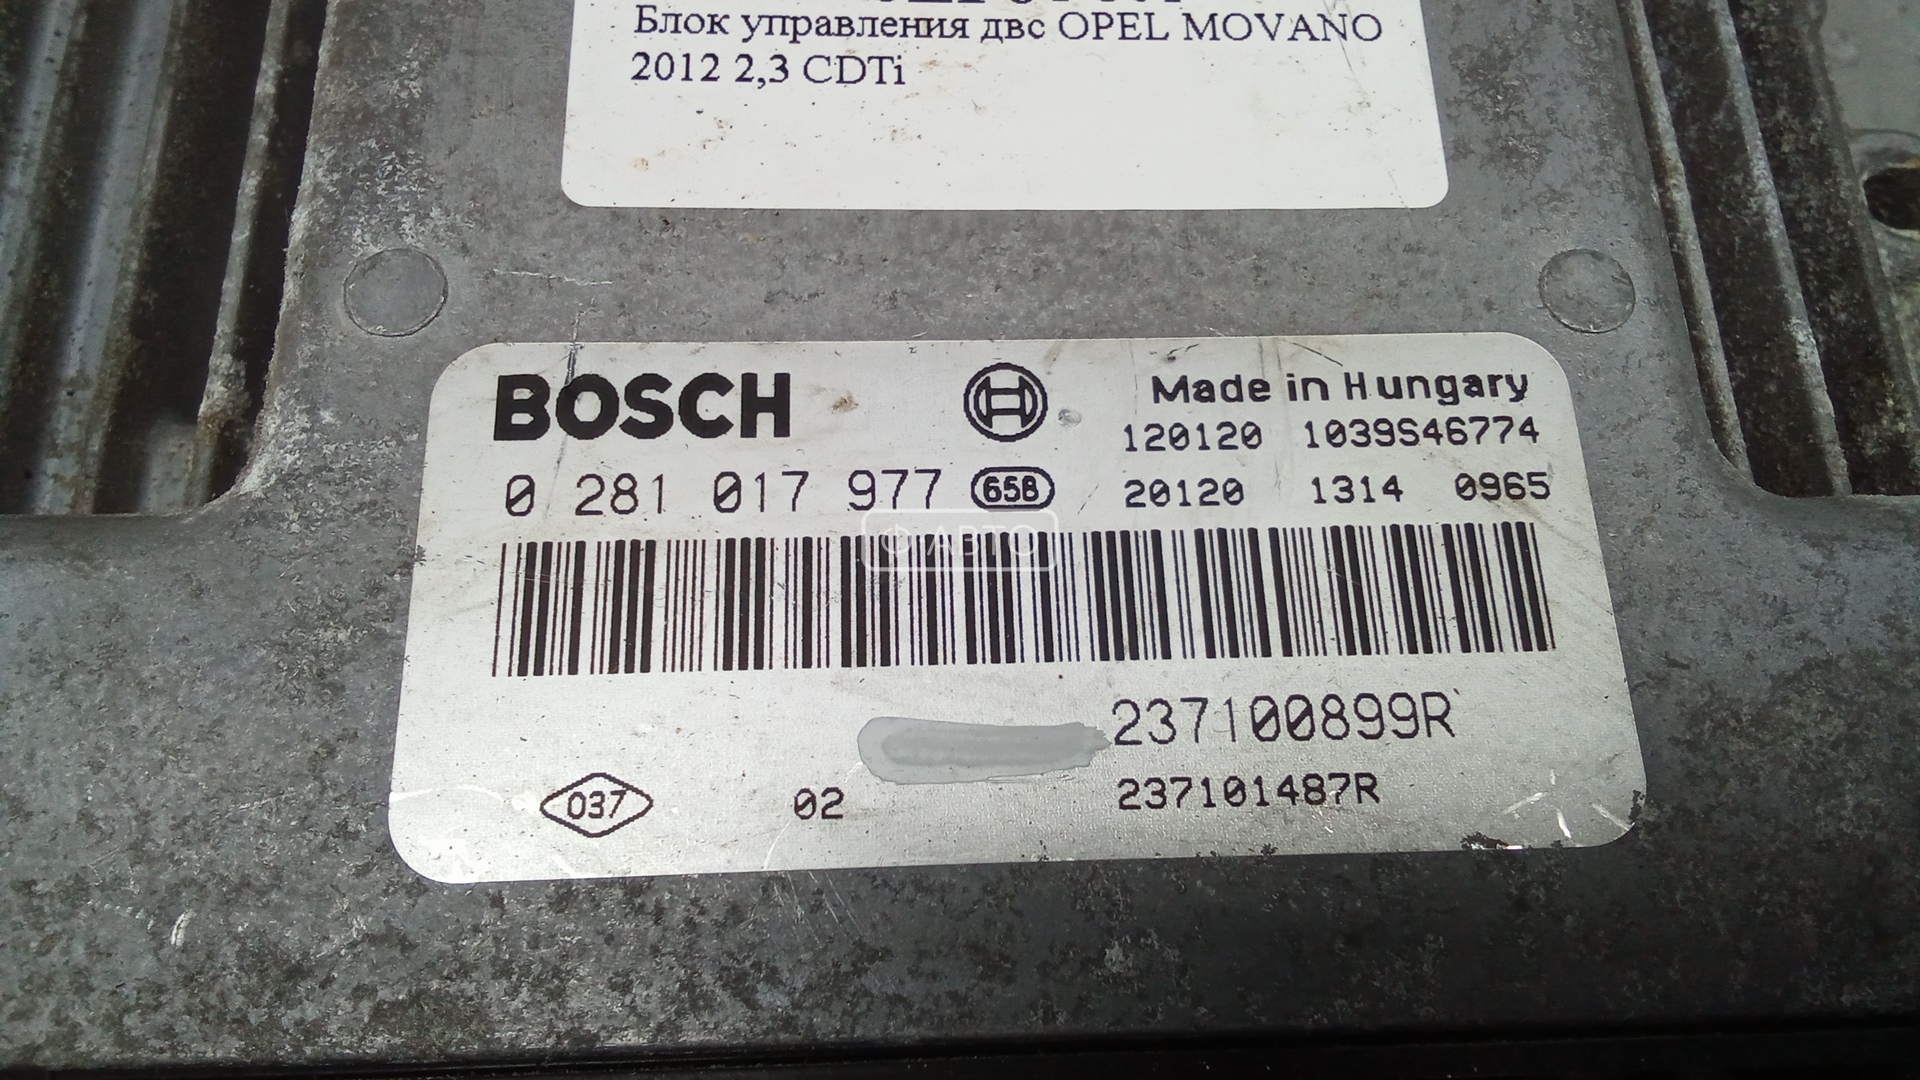 Блок управления двс OPEL MOVANO
2012 2,3 CDTi
BOSCH
Made in Hungary
120120 1039S46774
0 281 017 977 65B 20120 1314 0965
Ф АВТО
237100899R
037 02 237101487R